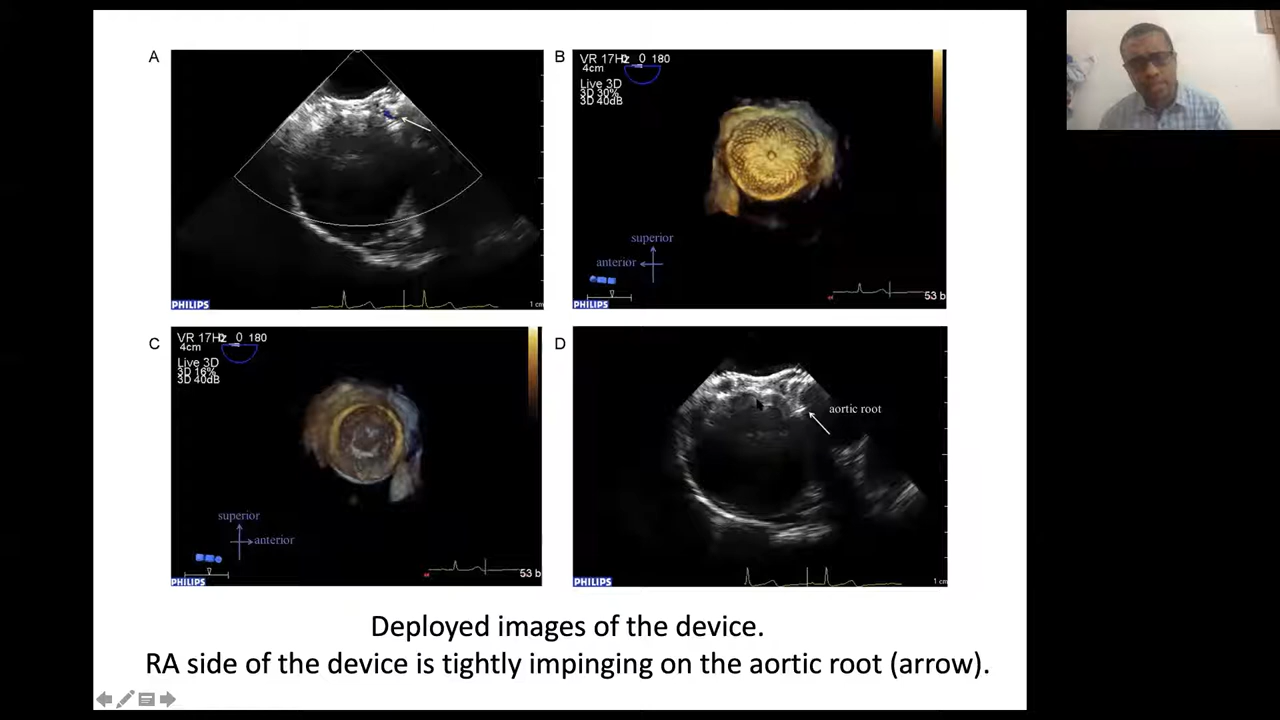 A
PHILIPS
1 cm
B
VR 17Hz 0 180
4cm
Live 3D
3D 30%
3D 40dB
superior
anterior
PHILIPS
53 b
C
VR 17Hz 0 180
4cm
Live 3D
3D 16%
3D 40dB
superior
anterior
PHILIPS
53 b
D
aortic root
PHILIPS
1 cm
Deployed images of the device.
RA side of the device is tightly impinging on the aortic root (arrow).